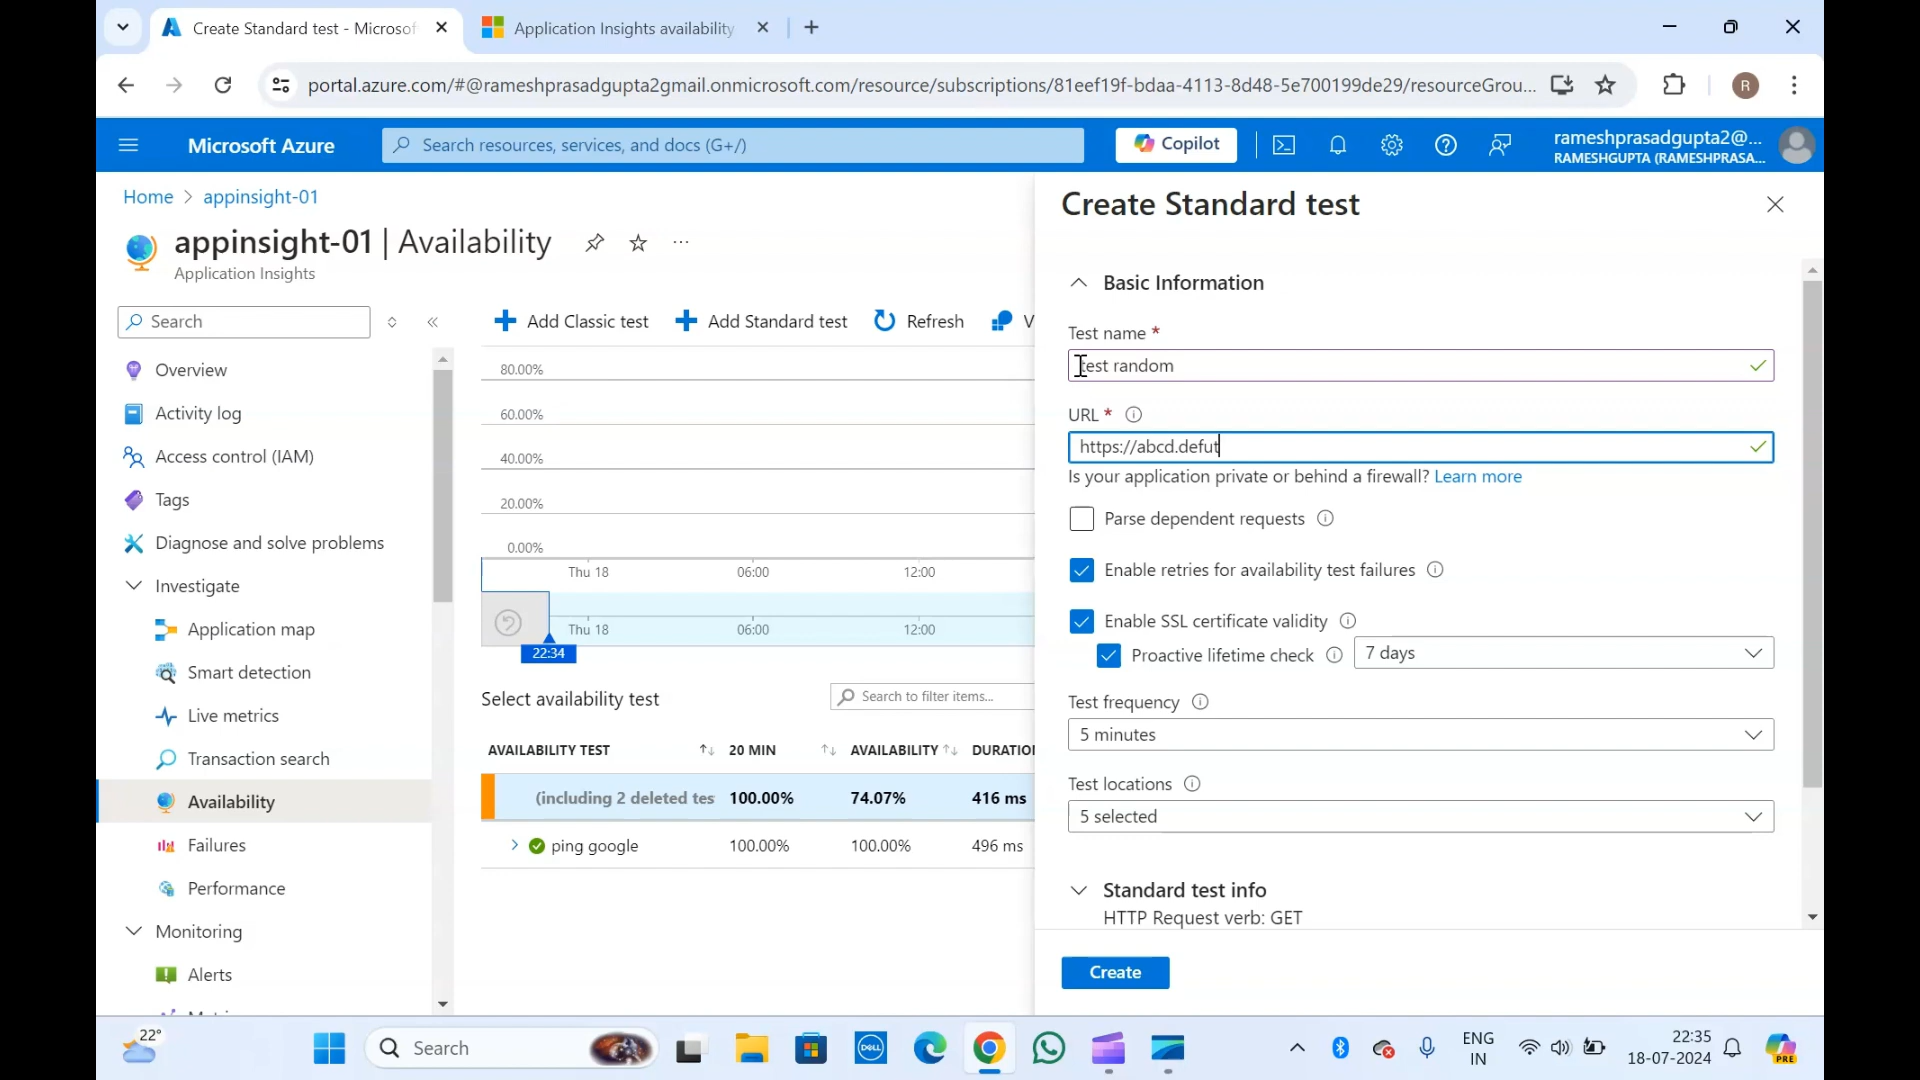 Create Standard test - Microsof
Application Insights availability
portal.azure.com/#@rameshprasadgupta2gmail.onmicrosoft.com/resource/subscriptions/81eef19f-bdaa-4113-8d48-5e700199de29/resourceGrou...
R
Microsoft Azure
Search resources, services, and docs (G+/)
Copilot
rameshprasadgupta2@...
RAMESHGUPTA (RAMESHPRASA...
Home > appinsight-01
appinsight-01 | Availability
Application Insights
Search
Overview
Activity log
Access control (IAM)
Tags
Diagnose and solve problems
Investigate
Application map
Smart detection
Live metrics
Transaction search
Availability
Failures
Performance
Monitoring
Alerts
Add Classic test
Add Standard test
Refresh
V
80.00%
60.00%
40.00%
20.00%
0.00%
Thu 18 06:00 12:00
Thu 18 06:00 12:00
22:34
Select availability test
Search to filter items...
AVAILABILITY TEST 20 MIN AVAILABILITY DURATION
(including 2 deleted tes 100.00% 74.07% 416 ms
ping google 100.00% 100.00% 496 ms
Create Standard test
Basic Information
Test name *
test random
URL *
https://abcd.defut
Is your application private or behind a firewall? Learn more
Parse dependent requests
Enable retries for availability test failures
Enable SSL certificate validity
Proactive lifetime check
7 days
Test frequency
5 minutes
Test locations
5 selected
Standard test info
HTTP Request verb: GET
Create
22°
Search
DELL
ENG
IN
22:35
18-07-2024
PRE